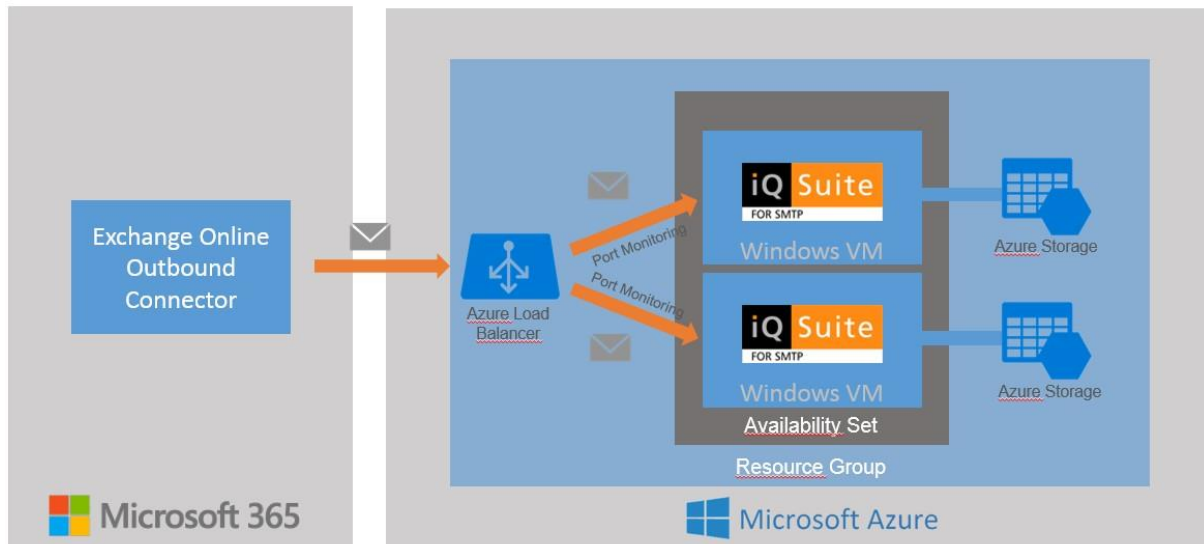 Exchange Online
Outbound
Connector
Microsoft 365
Azure Load
Balancer
Port Monitoring
Port Monitoring
iQ Suite
FOR SMTP
Windows VM
Azure Storage
iQ Suite
FOR SMTP
Windows VM
Azure Storage
Availability Set
Resource Group
Microsoft Azure